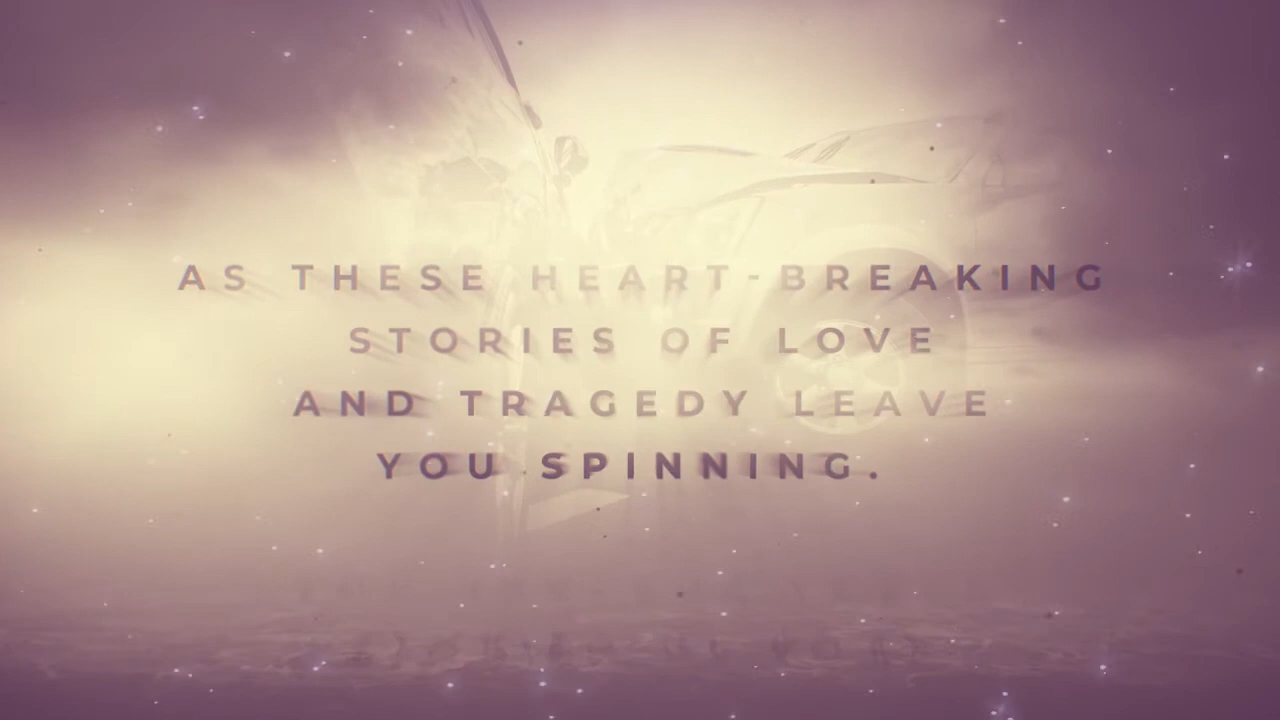 AS THESE HEART-BREAKING
STORIES OF LOVE
AND TRAGEDY LEAVE
YOU SPINNING.